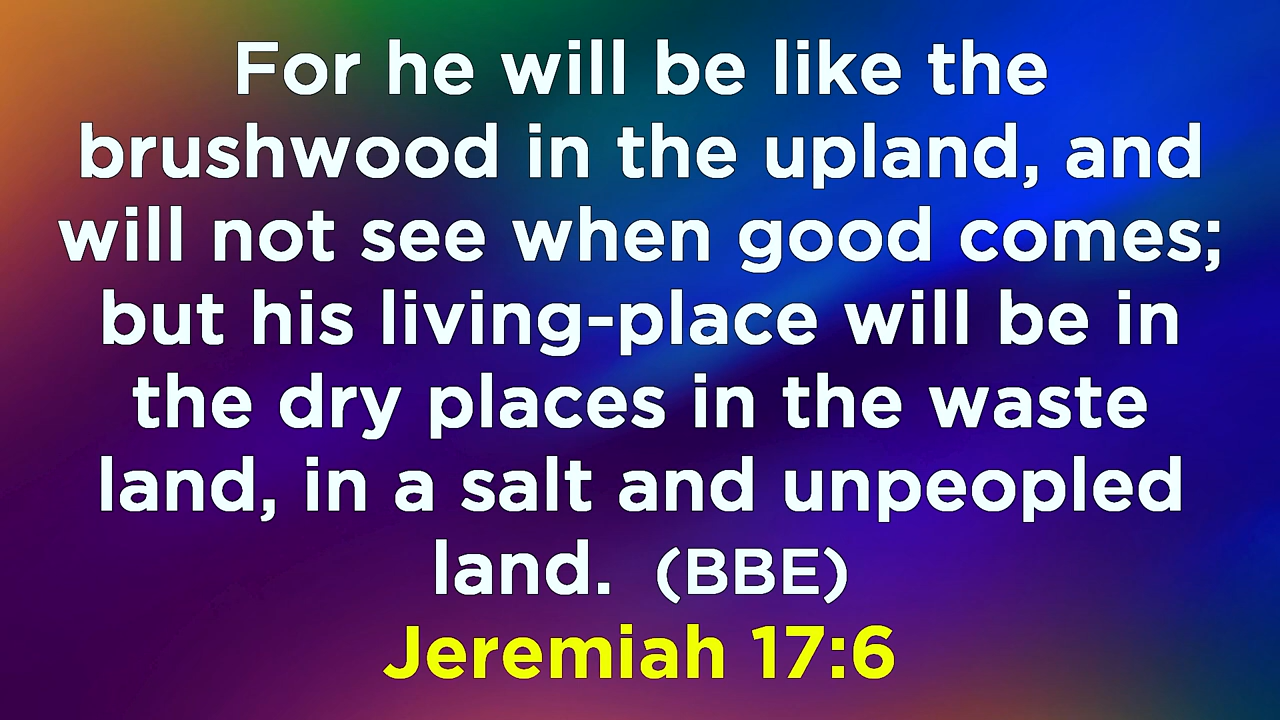 For he will be like the
brushwood in the upland, and
will not see when good comes;
but his living-place will be in
the dry places in the waste
land, in a salt and unpeopled
land.  (BBE)
Jeremiah 17:6